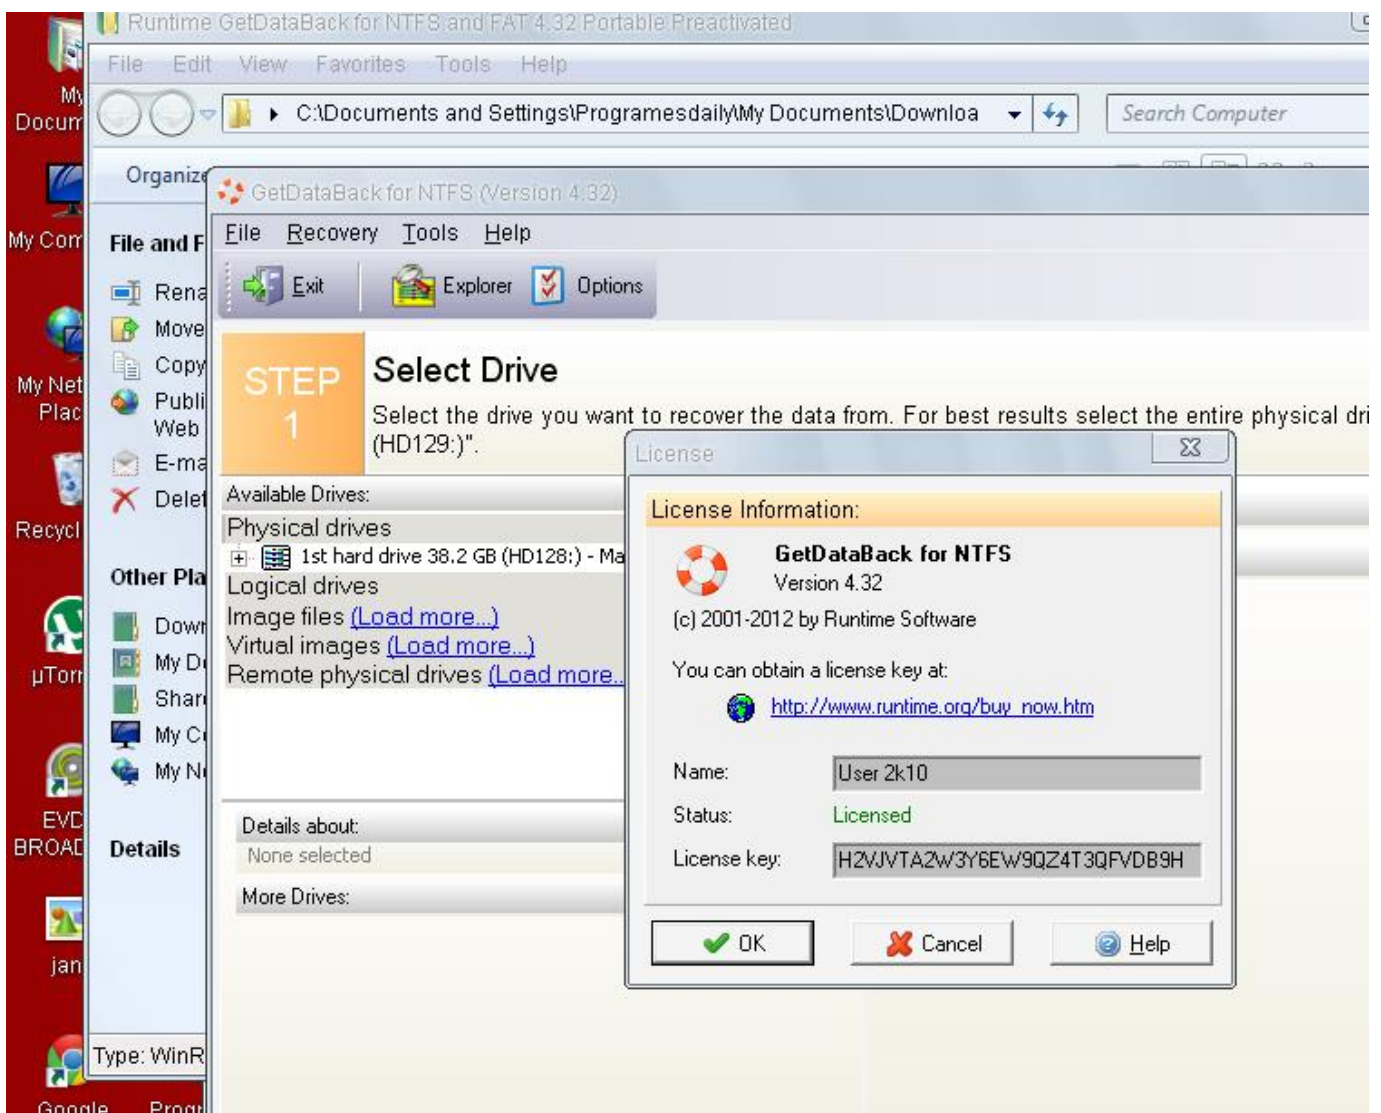 Runtime GetDataBack for NTFS and FAT 4.32 Portable Preactivated
File Edit View Favorites Tools Help
C:\Documents and Settings\Programesdaily\My Documents\Downloa
Search Computer
Organize
GetDataBack for NTFS (Version 4.32)
File Recovery Tools Help
Exit Explorer Options
STEP
1
Select Drive
Select the drive you want to recover the data from. For best results select the entire physical dri
(HD129:)".
Available Drives:
Physical drives
1st hard drive 38.2 GB (HD128:) - Ma
Logical drives
Image files (Load more...)
Virtual images (Load more...)
Remote physical drives (Load more..
Details about:
None selected
More Drives:
License
License Information:
GetDataBack for NTFS
Version 4.32
(c) 2001-2012 by Runtime Software
You can obtain a license key at:
http://www.runtime.org/buy_now.htm
Name: User 2k10
Status: Licensed
License key: H2VJVTA2W3Y6EW9QZ4T3QFVDB9H
OK Cancel Help
File and F
Rena
Move
Copy
Publi
Web
E-ma
Delet
Other Pla
Down
My D
Shar
My C
My N
Details
Type: WinR
My
Docum
My Com
My Net
Plac
Recycl
µTorr
EVD
BROAD
jan
Google Progr